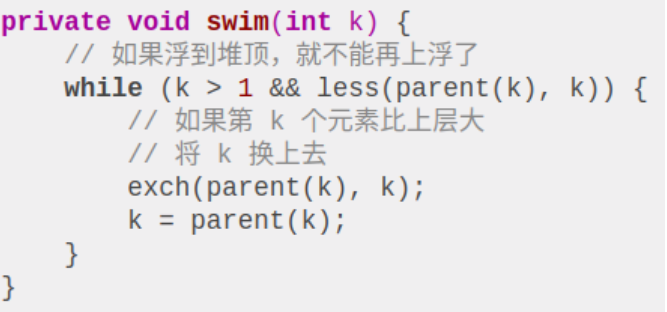 private void swim(int k) {
    // 如果浮到堆顶，就不能再上浮了
    while (k > 1 && less(parent(k), k)) {
        // 如果第 k 个元素比上层大
        // 将 k 换上去
        exch(parent(k), k);
        k = parent(k);
    }
}